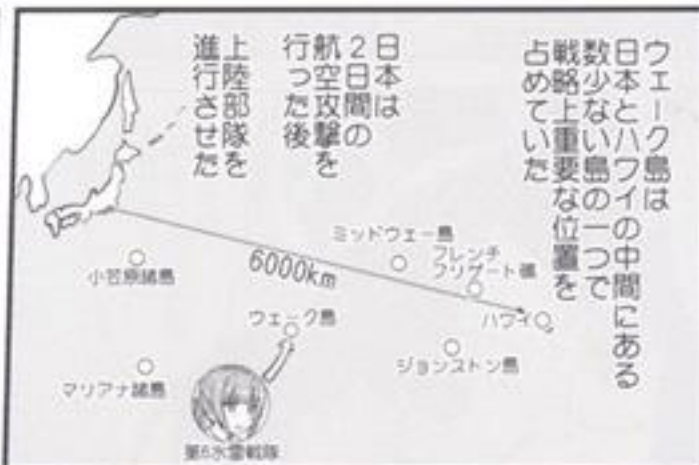 ウェーク島は
日本とハワイの中間にある
数少ない島の一つで
戦略上重要な位置を
占めていた
日本は
2日間の
航空攻撃を
行った後
上陸部隊を
進行させた
ミッドウェー島
フレンチ
フリゲート礁
6000km
小笠原諸島
ウェーク島
ハワイ
ジョンストン島
マリアナ諸島
第6水雷戦隊